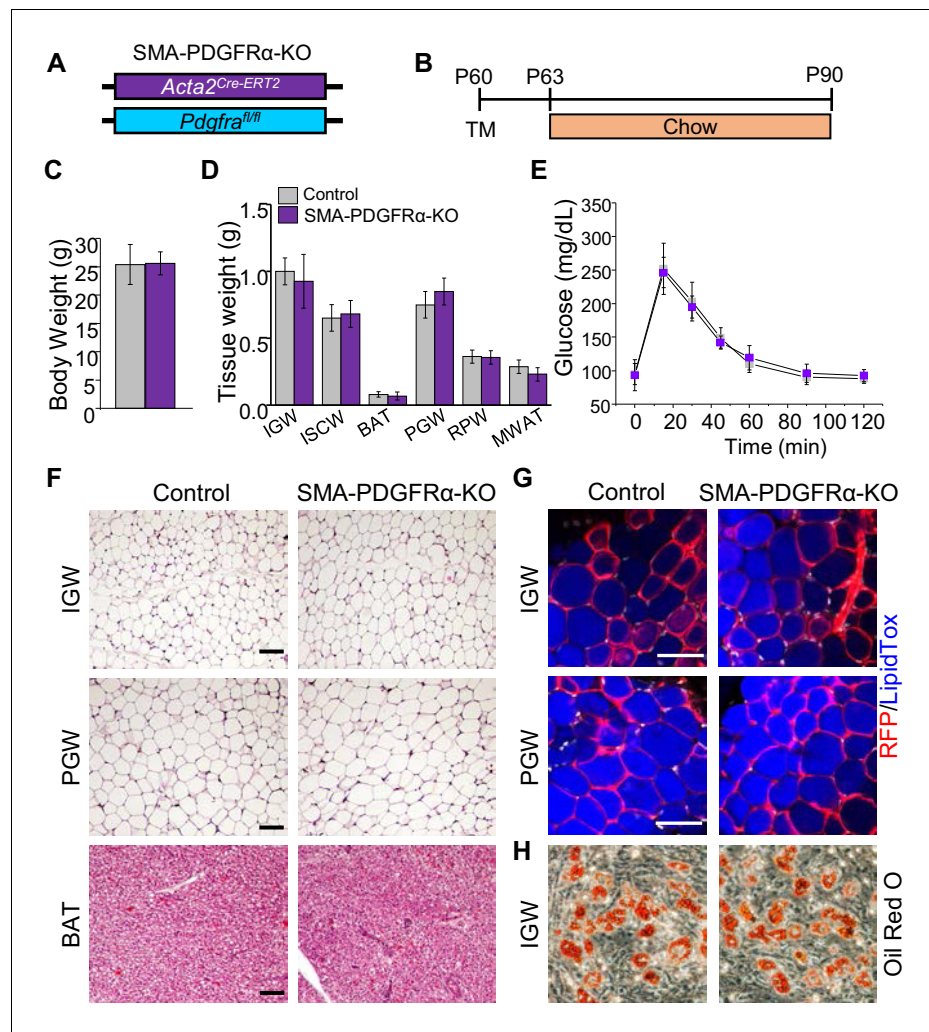 A
SMA-PDGFRα-KO
Acta2Cre-ERT2
Pdgfrafl/fl
B
P60 P63 P90
TM
Chow
C
Body Weight (g)
30
25
20
15
10
5
0
D
Control
SMA-PDGFRα-KO
Tissue weight (g)
1.5
1.0
0.5
0.0
IGW ISCW BAT PGW RPW MWAT
E
Glucose (mg/dL)
350
300
250
200
150
100
50
0 20 40 60 80 100 120
Time (min)
F
Control SMA-PDGFRα-KO
IGW
PGW
BAT
G
Control SMA-PDGFRα-KO
IGW
PGW
RFP/LipidTox
H
IGW
Oil Red O